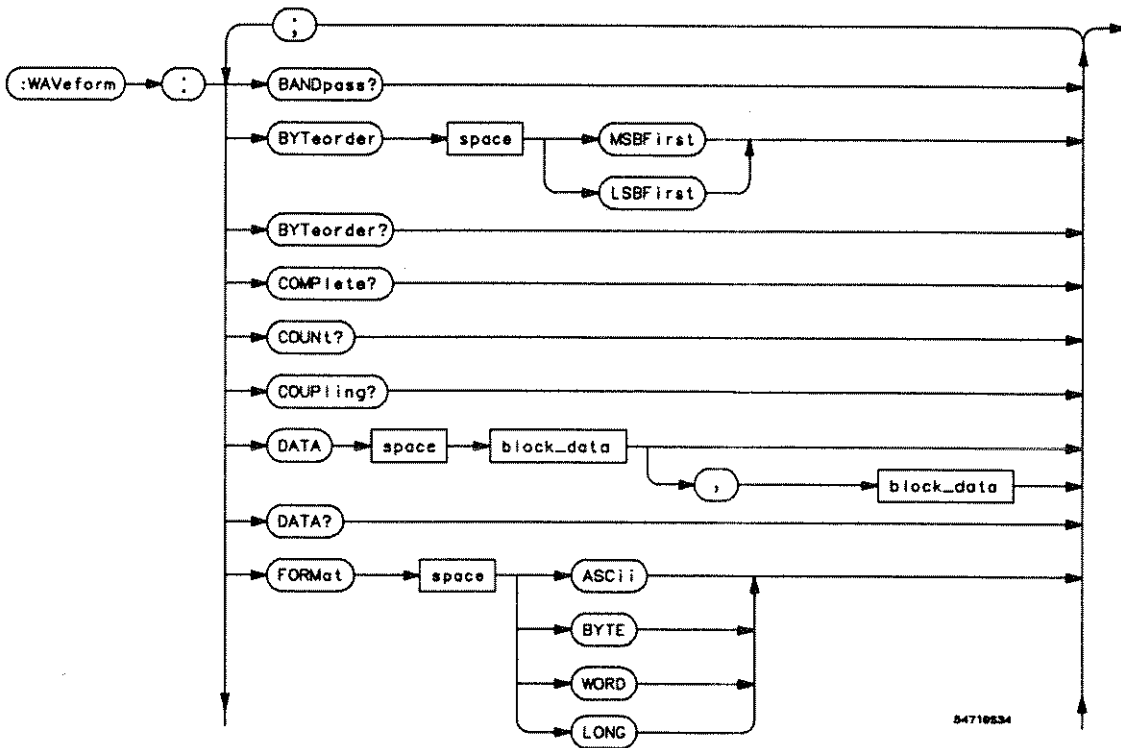 ;
:WAVeform : BANDpass?
BYTeorder space MSBFirst
LSBFirst
BYTeorder?
COMPlete?
COUNt?
COUPling?
DATA space block_data
, block_data
DATA?
FORMat space ASCii
BYTE
WORD
LONG
54710S34